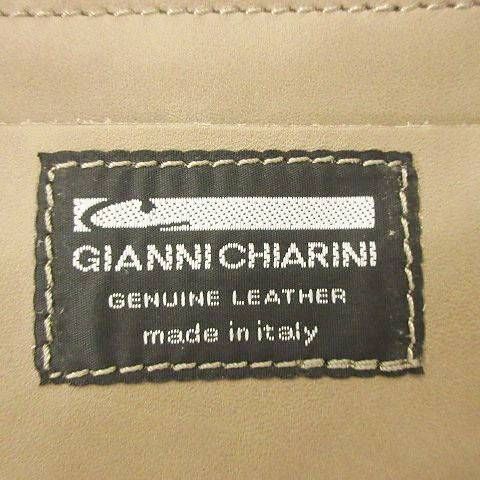 GIANNI CHIARINI
GENUINE LEATHER
made in italy